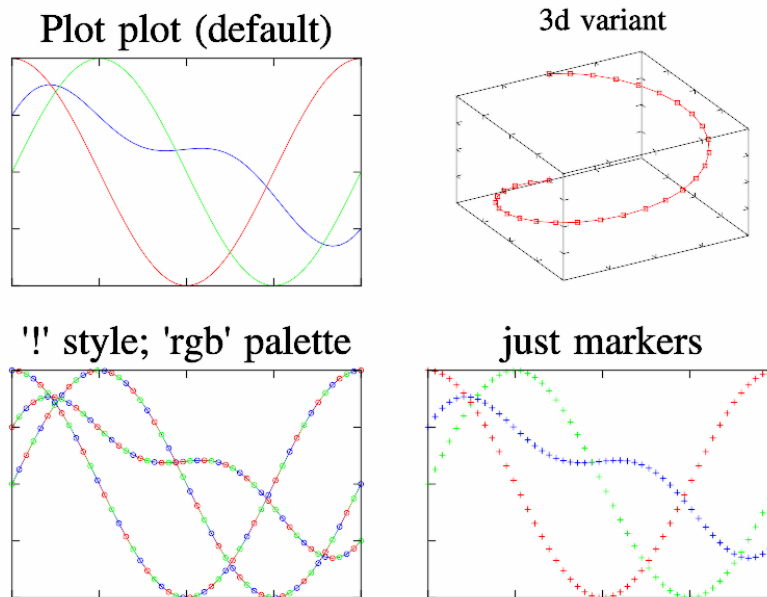 Plot plot (default)
3d variant
'!' style; 'rgb' palette
just markers